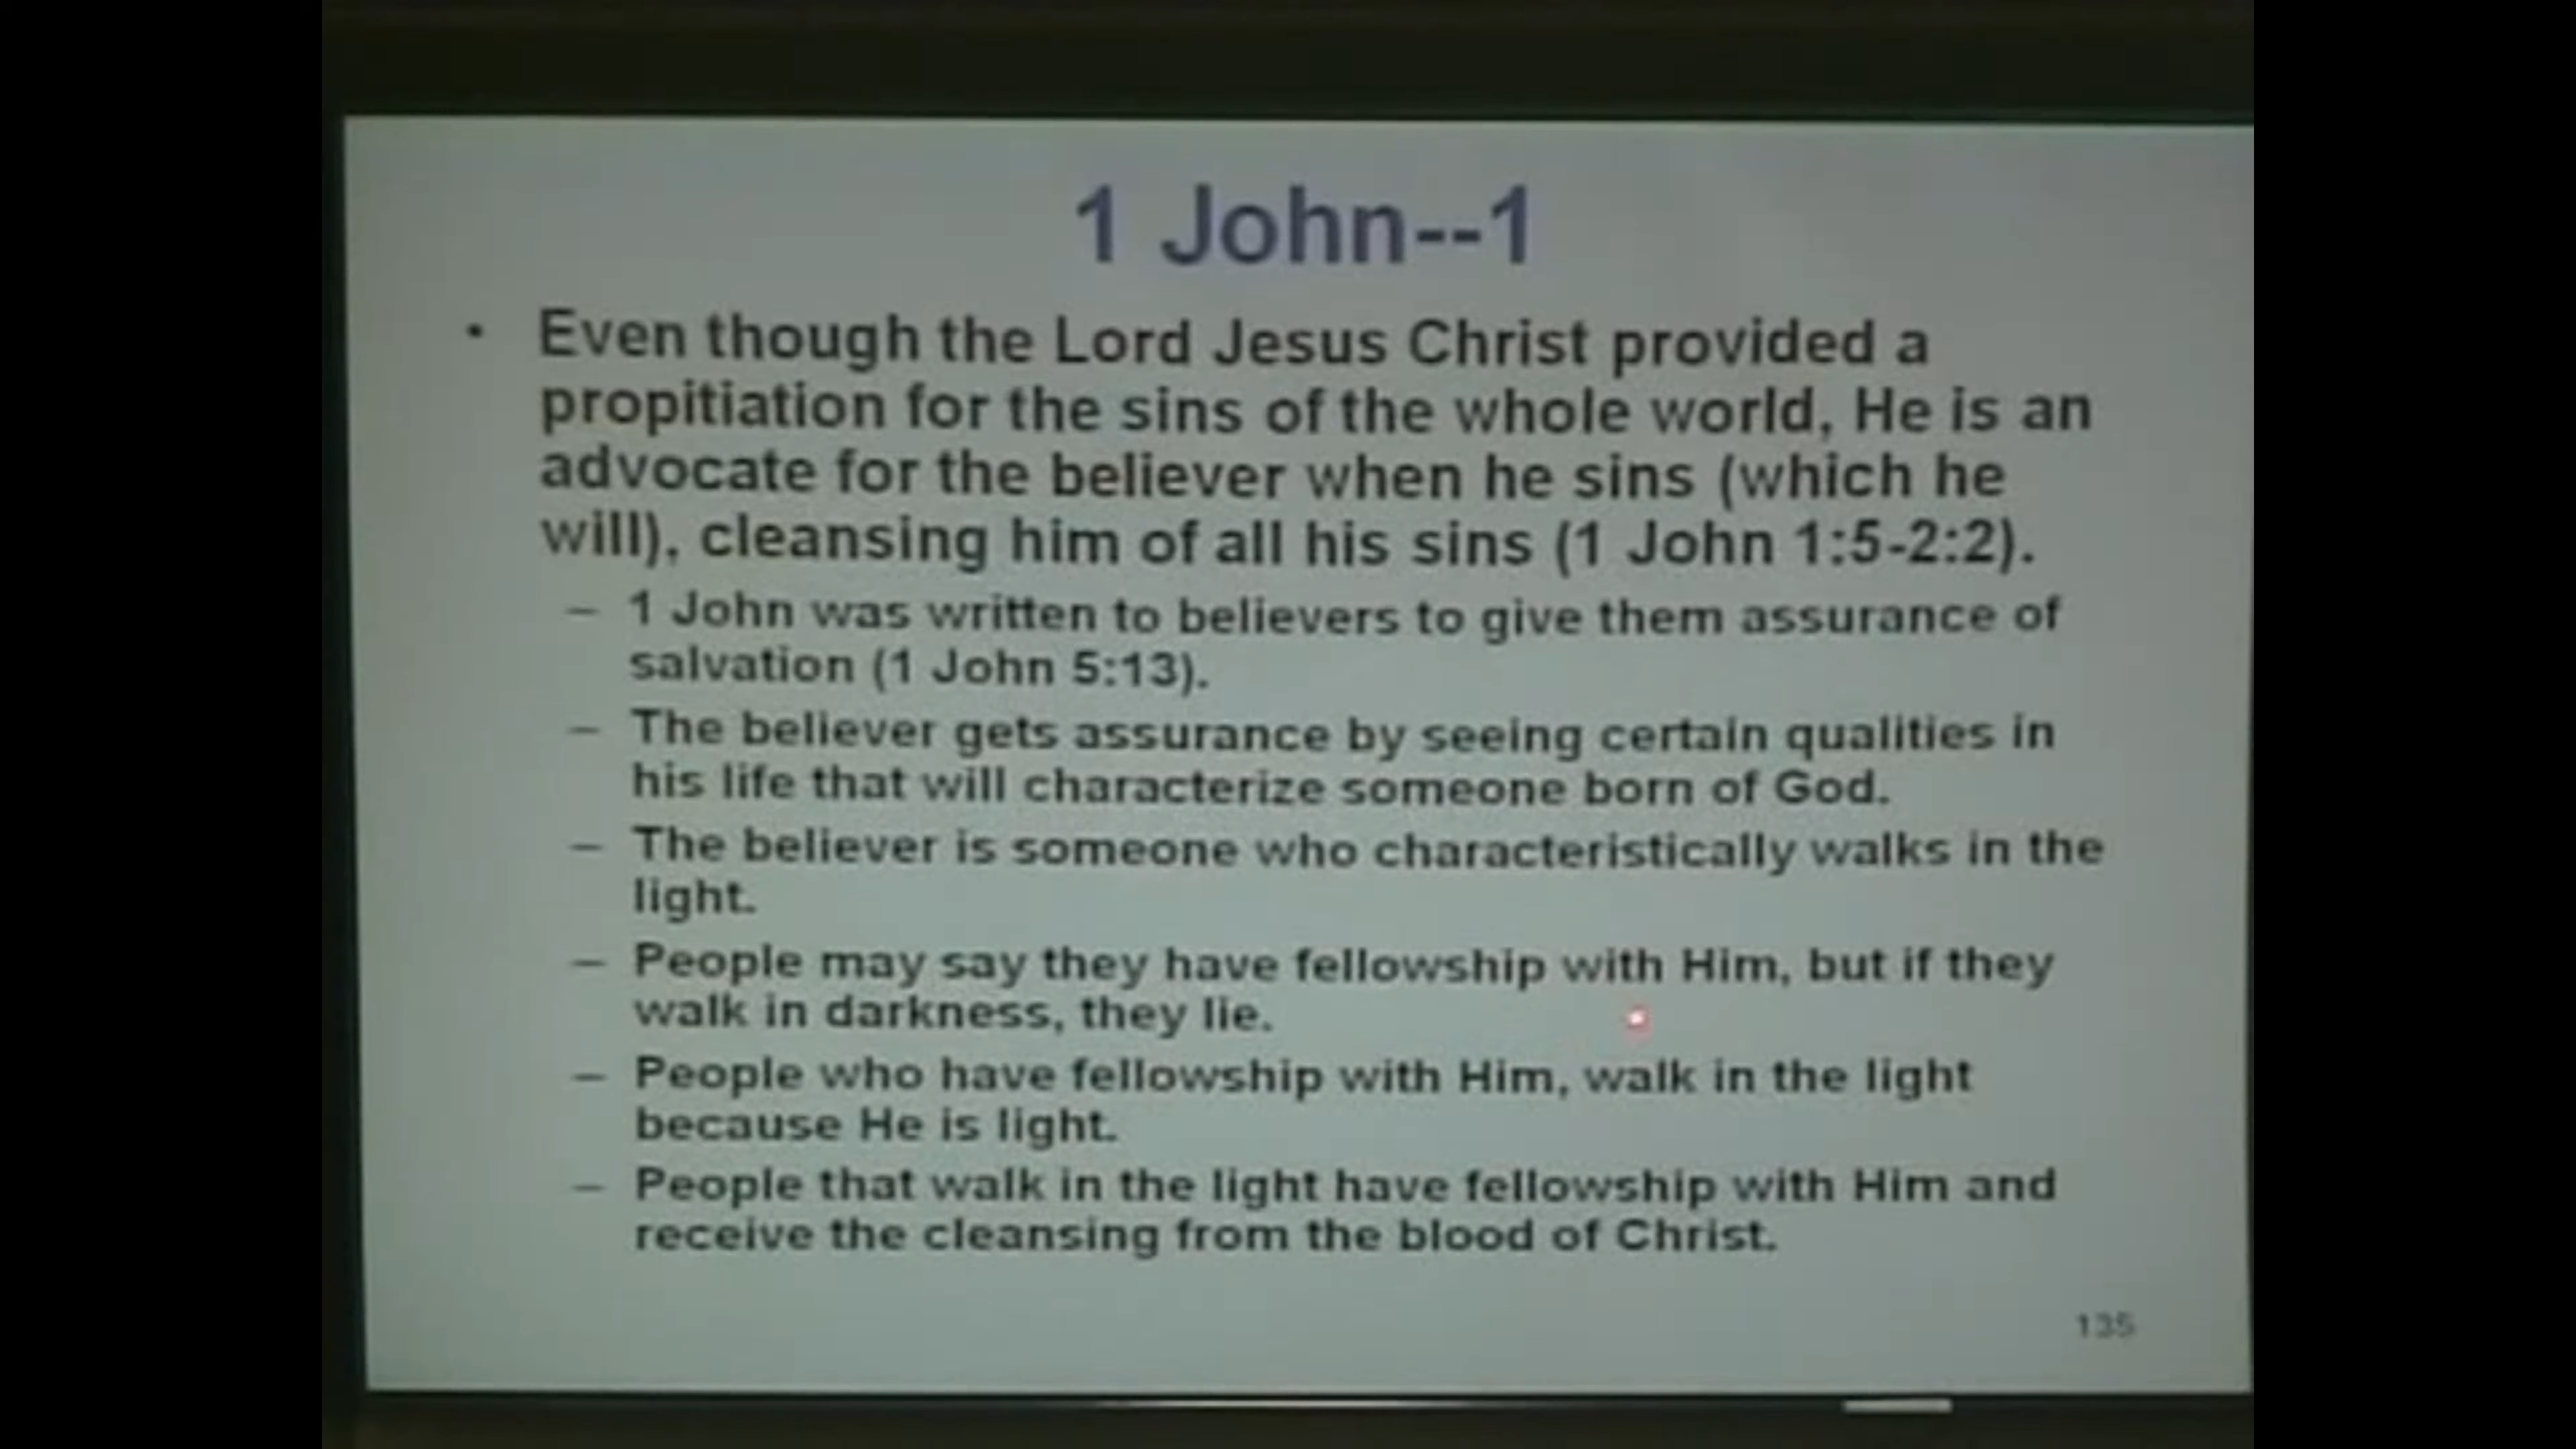 1 John--1
• Even though the Lord Jesus Christ provided a
propitiation for the sins of the whole world, He is an
advocate for the believer when he sins (which he
will), cleansing him of all his sins (1 John 1:5-2:2).
– 1 John was written to believers to give them assurance of
salvation (1 John 5:13).
– The believer gets assurance by seeing certain qualities in
his life that will characterize someone born of God.
– The believer is someone who characteristically walks in the
light.
– People may say they have fellowship with Him, but if they
walk in darkness, they lie.
– People who have fellowship with Him, walk in the light
because He is light.
– People that walk in the light have fellowship with Him and
receive the cleansing from the blood of Christ.
135